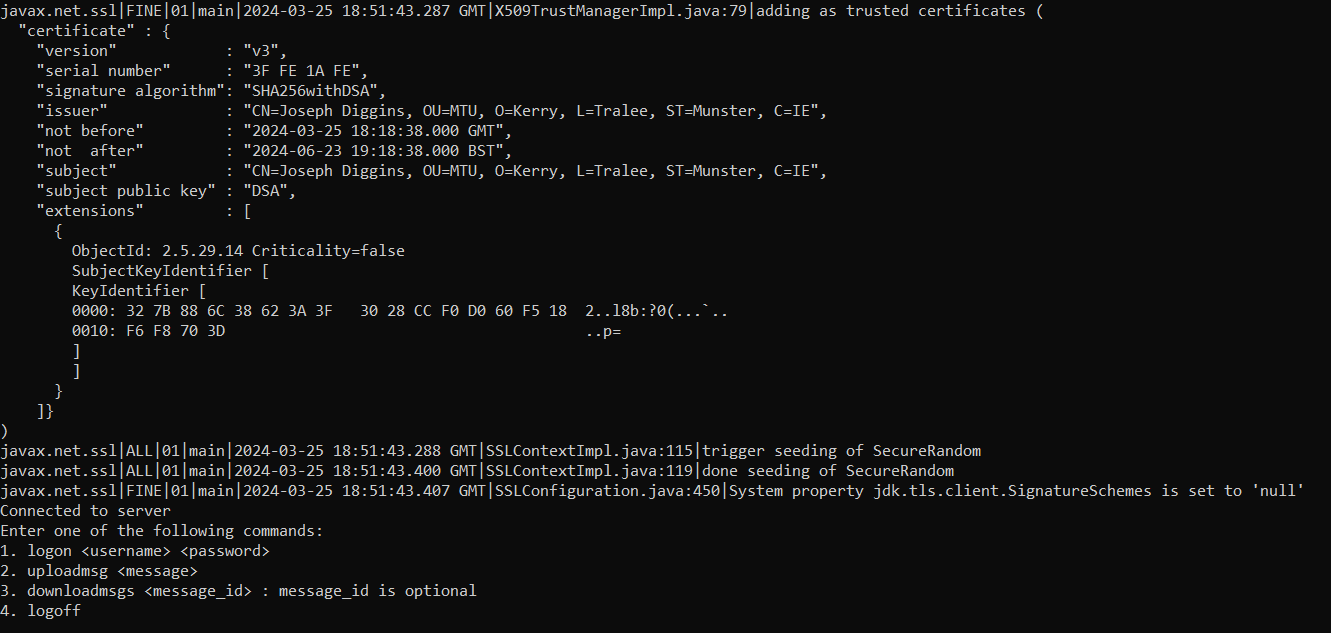 javax.net.ssl|FINE|01|main|2024-03-25 18:51:43.287 GMT|X509TrustManagerImpl.java:79|adding as trusted certificates (
  "certificate" : {
    "version"            : "v3",
    "serial number"      : "3F FE 1A FE",
    "signature algorithm": "SHA256withDSA",
    "issuer"             : "CN=Joseph Diggins, OU=MTU, O=Kerry, L=Tralee, ST=Munster, C=IE",
    "not before"         : "2024-03-25 18:18:38.000 GMT",
    "not  after"         : "2024-06-23 19:18:38.000 BST",
    "subject"            : "CN=Joseph Diggins, OU=MTU, O=Kerry, L=Tralee, ST=Munster, C=IE",
    "subject public key" : "DSA",
    "extensions"         : [
      {
        ObjectId: 2.5.29.14 Criticality=false
        SubjectKeyIdentifier [
        KeyIdentifier [
        0000: 32 7B 88 6C 38 62 3A 3F   30 28 CC F0 D0 60 F5 18  2..l8b:?0(...`..
        0010: F6 F8 70 3D                                        ..p=
        ]
        ]
      }
    ]}
)
javax.net.ssl|ALL|01|main|2024-03-25 18:51:43.288 GMT|SSLContextImpl.java:115|trigger seeding of SecureRandom
javax.net.ssl|ALL|01|main|2024-03-25 18:51:43.400 GMT|SSLContextImpl.java:119|done seeding of SecureRandom
javax.net.ssl|FINE|01|main|2024-03-25 18:51:43.407 GMT|SSLConfiguration.java:450|System property jdk.tls.client.SignatureSchemes is set to 'null'
Connected to server
Enter one of the following commands:
1. logon <username> <password>
2. uploadmsg <message>
3. downloadmsgs <message_id> : message_id is optional
4. logoff